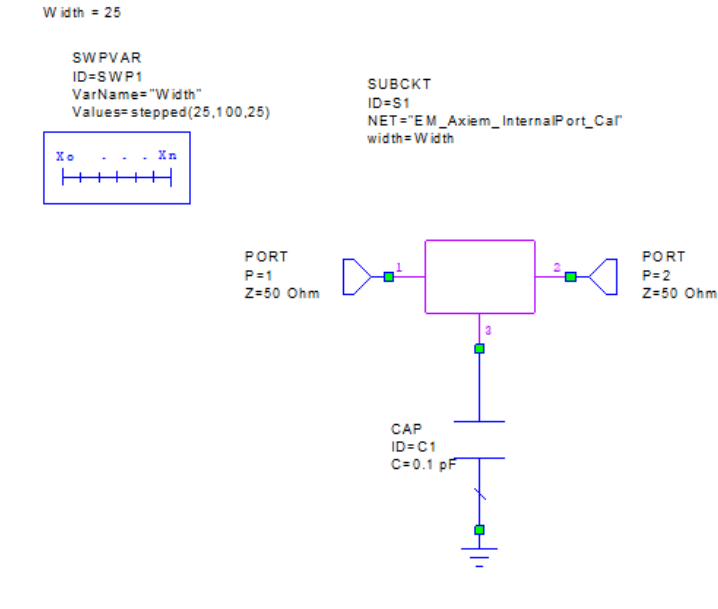 Width = 25
SWPVAR
ID=SWP1
VarName="Width"
Values=stepped(25,100,25)
Xo . . . Xn
SUBCKT
ID=S1
NET="EM_Axiem_InternalPort_Cal"
width=Width
PORT
P=1
Z=50 Ohm
1
2
3
PORT
P=2
Z=50 Ohm
CAP
ID=C1
C=0.1 pF